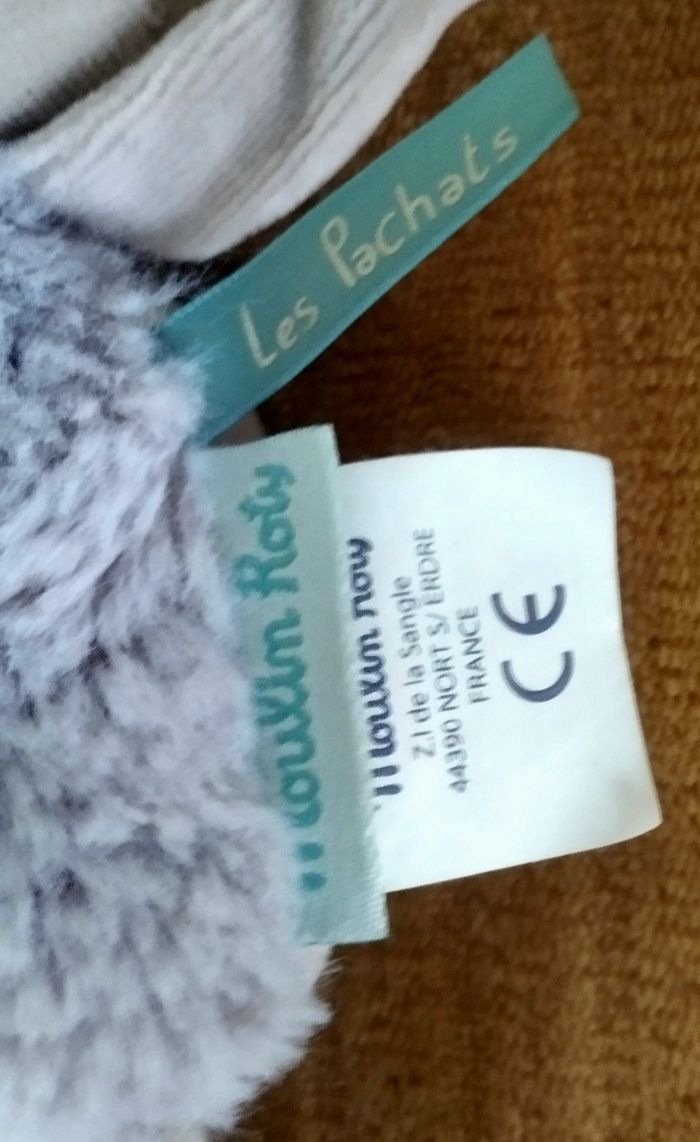 Les Pachats
Moulin Roty
Moulin roty
Z.I de la Sangle
44390 NORT S/ ERDRE
FRANCE
CE